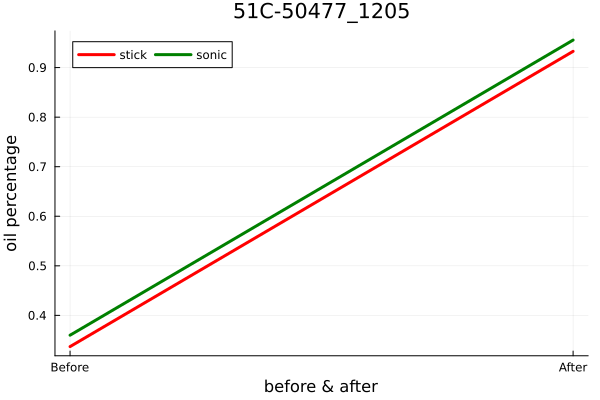 51C-50477_1205
stick sonic
0.9
0.8
0.7
0.6
0.5
0.4
oil percentage
Before After
before & after